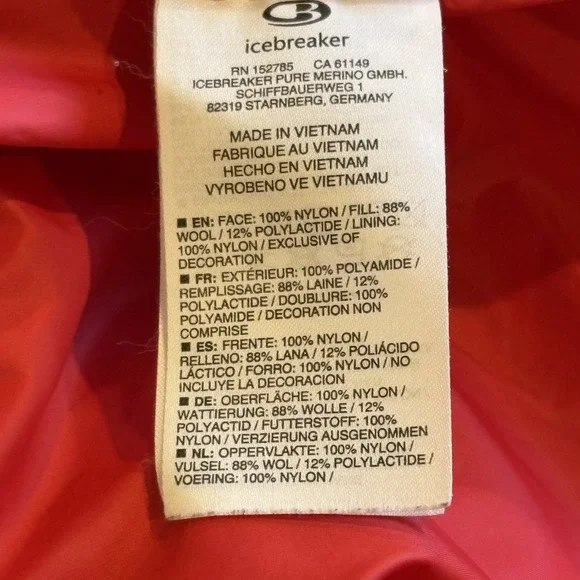 icebreaker
RN 152785 CA 61149
ICEBREAKER PURE MERINO GMBH.
SCHIFFBAUERWEG 1
82319 STARNBERG, GERMANY
MADE IN VIETNAM
FABRIQUE AU VIETNAM
HECHO EN VIETNAM
VYROBENO VE VIETNAMU
■ EN: FACE: 100% NYLON / FILL: 88%
WOOL / 12% POLYLACTIDE / LINING:
100% NYLON / EXCLUSIVE OF
DECORATION
■ FR: EXTÉRIEUR: 100% POLYAMIDE /
REMPLISSAGE: 88% LAINE / 12%
POLYLACTIDE / DOUBLURE: 100%
POLYAMIDE / DECORATION NON
COMPRISE
■ ES: FRENTE: 100% NYLON /
RELLENO: 88% LANA / 12% POLIÁCIDO
LÁCTICO / FORRO: 100% NYLON / NO
INCLUYE LA DECORACION
■ DE: OBERFLÄCHE: 100% NYLON /
WATTIERUNG: 88% WOLLE / 12%
POLYACTID / FUTTERSTOFF: 100%
NYLON / VERZIERUNG AUSGENOMMEN
■ NL: OPPERVLAKTE: 100% NYLON /
VULSEL: 88% WOL / 12% POLYLACTIDE /
VOERING: 100% NYLON /